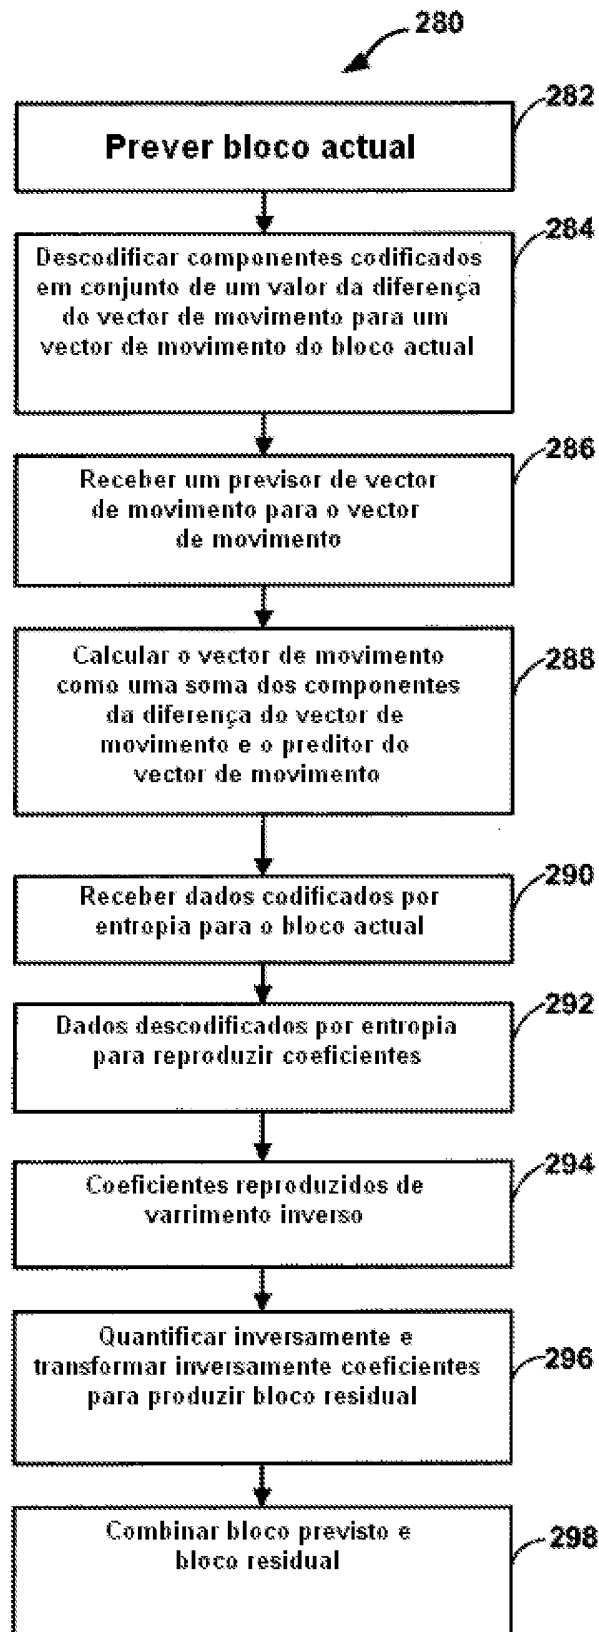 280
282
Prever bloco actual
284
Descodificar componentes codificados
em conjunto de um valor da diferença
do vector de movimento para um
vector de movimento do bloco actual
286
Receber um previsor de vector
de movimento para o vector
de movimento
288
Calcular o vector de movimento
como uma soma dos componentes
da diferença do vector de
movimento e o preditor do
vector de movimento
290
Receber dados codificados por
entropia para o bloco actual
292
Dados descodificados por entropia
para reproduzir coeficientes
294
Coeficientes reproduzidos de
varrimento inverso
296
Quantificar inversamente e
transformar inversamente coeficientes
para produzir bloco residual
298
Combinar bloco previsto e
bloco residual